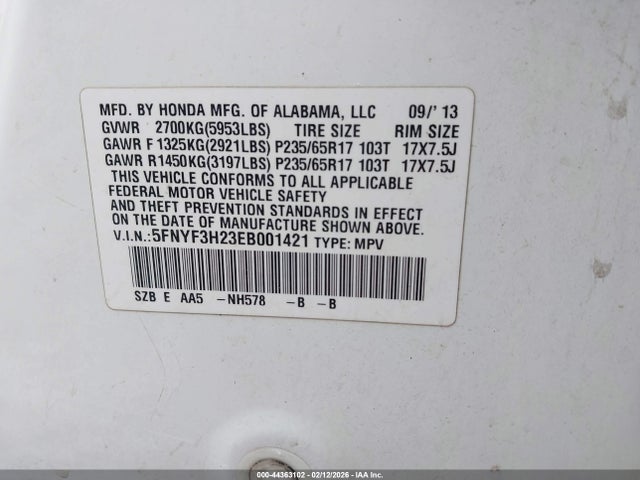 MFD. BY HONDA MFG. OF ALABAMA, LLC 09/' 13
GVWR 2700KG(5953LBS) TIRE SIZE RIM SIZE
GAWR F 1325KG(2921LBS) P235/65R17 103T 17X7.5J
GAWR R1450KG(3197LBS) P235/65R17 103T 17X7.5J
THIS VEHICLE CONFORMS TO ALL APPLICABLE
FEDERAL MOTOR VEHICLE SAFETY
AND THEFT PREVENTION STANDARDS IN EFFECT
ON THE DATE OF MANUFACTURE SHOWN ABOVE.
V.I.N.:5FNYF3H23EB001421 TYPE: MPV
SZB E AA5 -NH578 -B -B
000-44363102 - 02/12/2026 - IAA Inc.